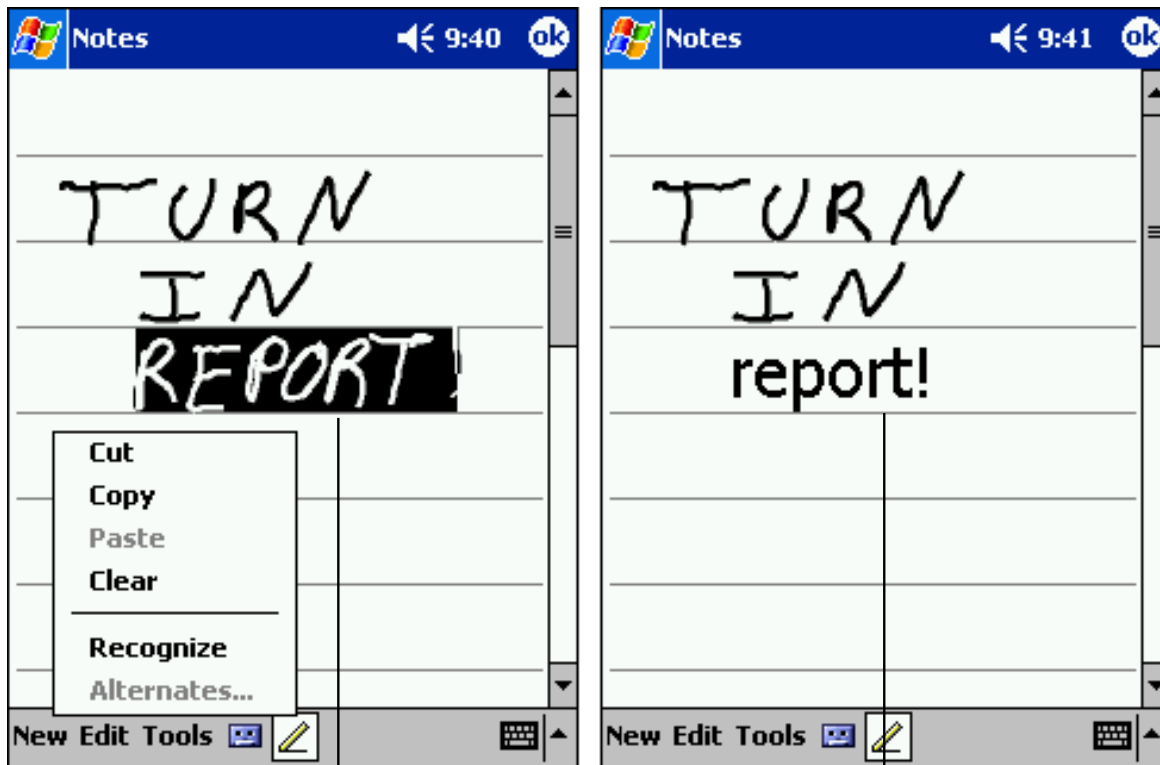 Notes 9:40 ok
TURN
IN
REPORT!
Cut
Copy
Paste
Clear
Recognize
Alternates...
New Edit Tools
Notes 9:41 ok
TURN
IN
report!
New Edit Tools